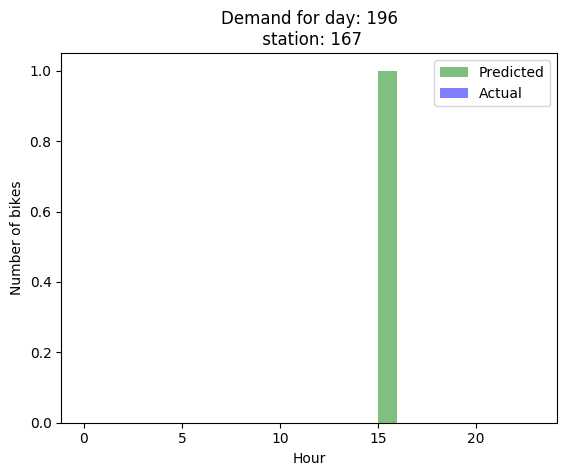 Demand for day: 196
station: 167
Predicted
Actual
1.0
0.8
0.6
0.4
0.2
0.0
Number of bikes
0
5
10
15
20
Hour